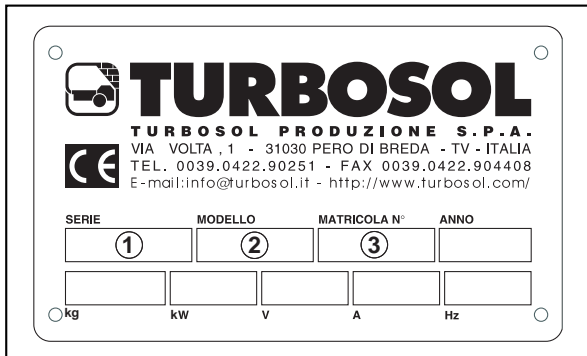 TURBOSOL
TURBOSOL PRODUZIONE S.P.A.
VIA VOLTA , 1 - 31030 PERO DI BREDA - TV - ITALIA
TEL. 0039.0422.90251 - FAX 0039.0422.904408
E-mail:info@turbosol.it - http://www.turbosol.com/
CE
SERIE MODELLO MATRICOLA N° ANNO
1 2 3
kg kW V A Hz